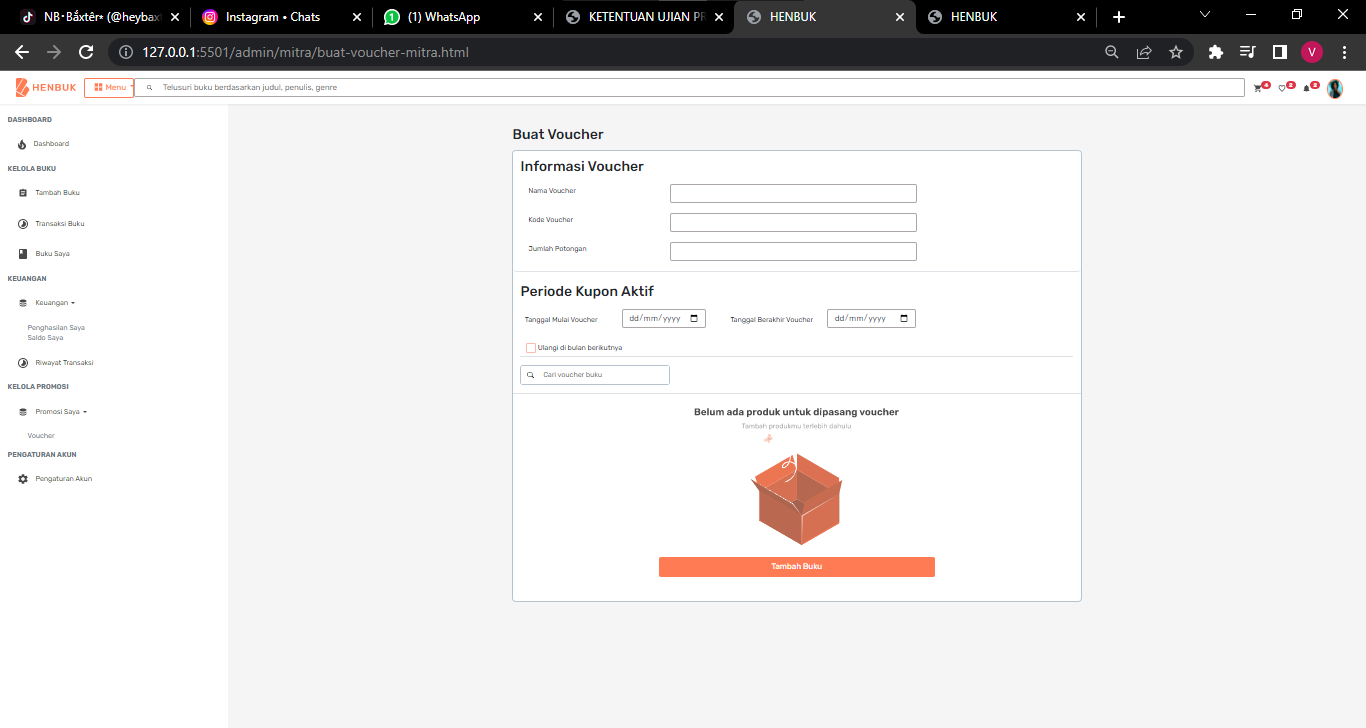 NB･Bẩxtêr⭑ (@heybax
Instagram • Chats
(1) WhatsApp
KETENTUAN UJIAN PR
HENBUK
HENBUK
127.0.0.1:5501/admin/mitra/buat-voucher-mitra.html
V
HENBUK
Menu
Telusuri buku berdasarkan judul, penulis, genre
DASHBOARD
Dashboard
KELOLA BUKU
Tambah Buku
Transaksi Buku
Buku Saya
KEUANGAN
Keuangan
Penghasilan Saya
Saldo Saya
Riwayat Transaksi
KELOLA PROMOSI
Promosi Saya
Voucher
PENGATURAN AKUN
Pengaturan Akun
Buat Voucher
Informasi Voucher
Nama Voucher
Kode Voucher
Jumlah Potongan
Periode Kupon Aktif
Tanggal Mulai Voucher dd/mm/yyyy Tanggal Berakhir Voucher dd/mm/yyyy
Ulangi di bulan berikutnya
Cari voucher buku
Belum ada produk untuk dipasang voucher
Tambah produkmu terlebih dahulu
Tambah Buku